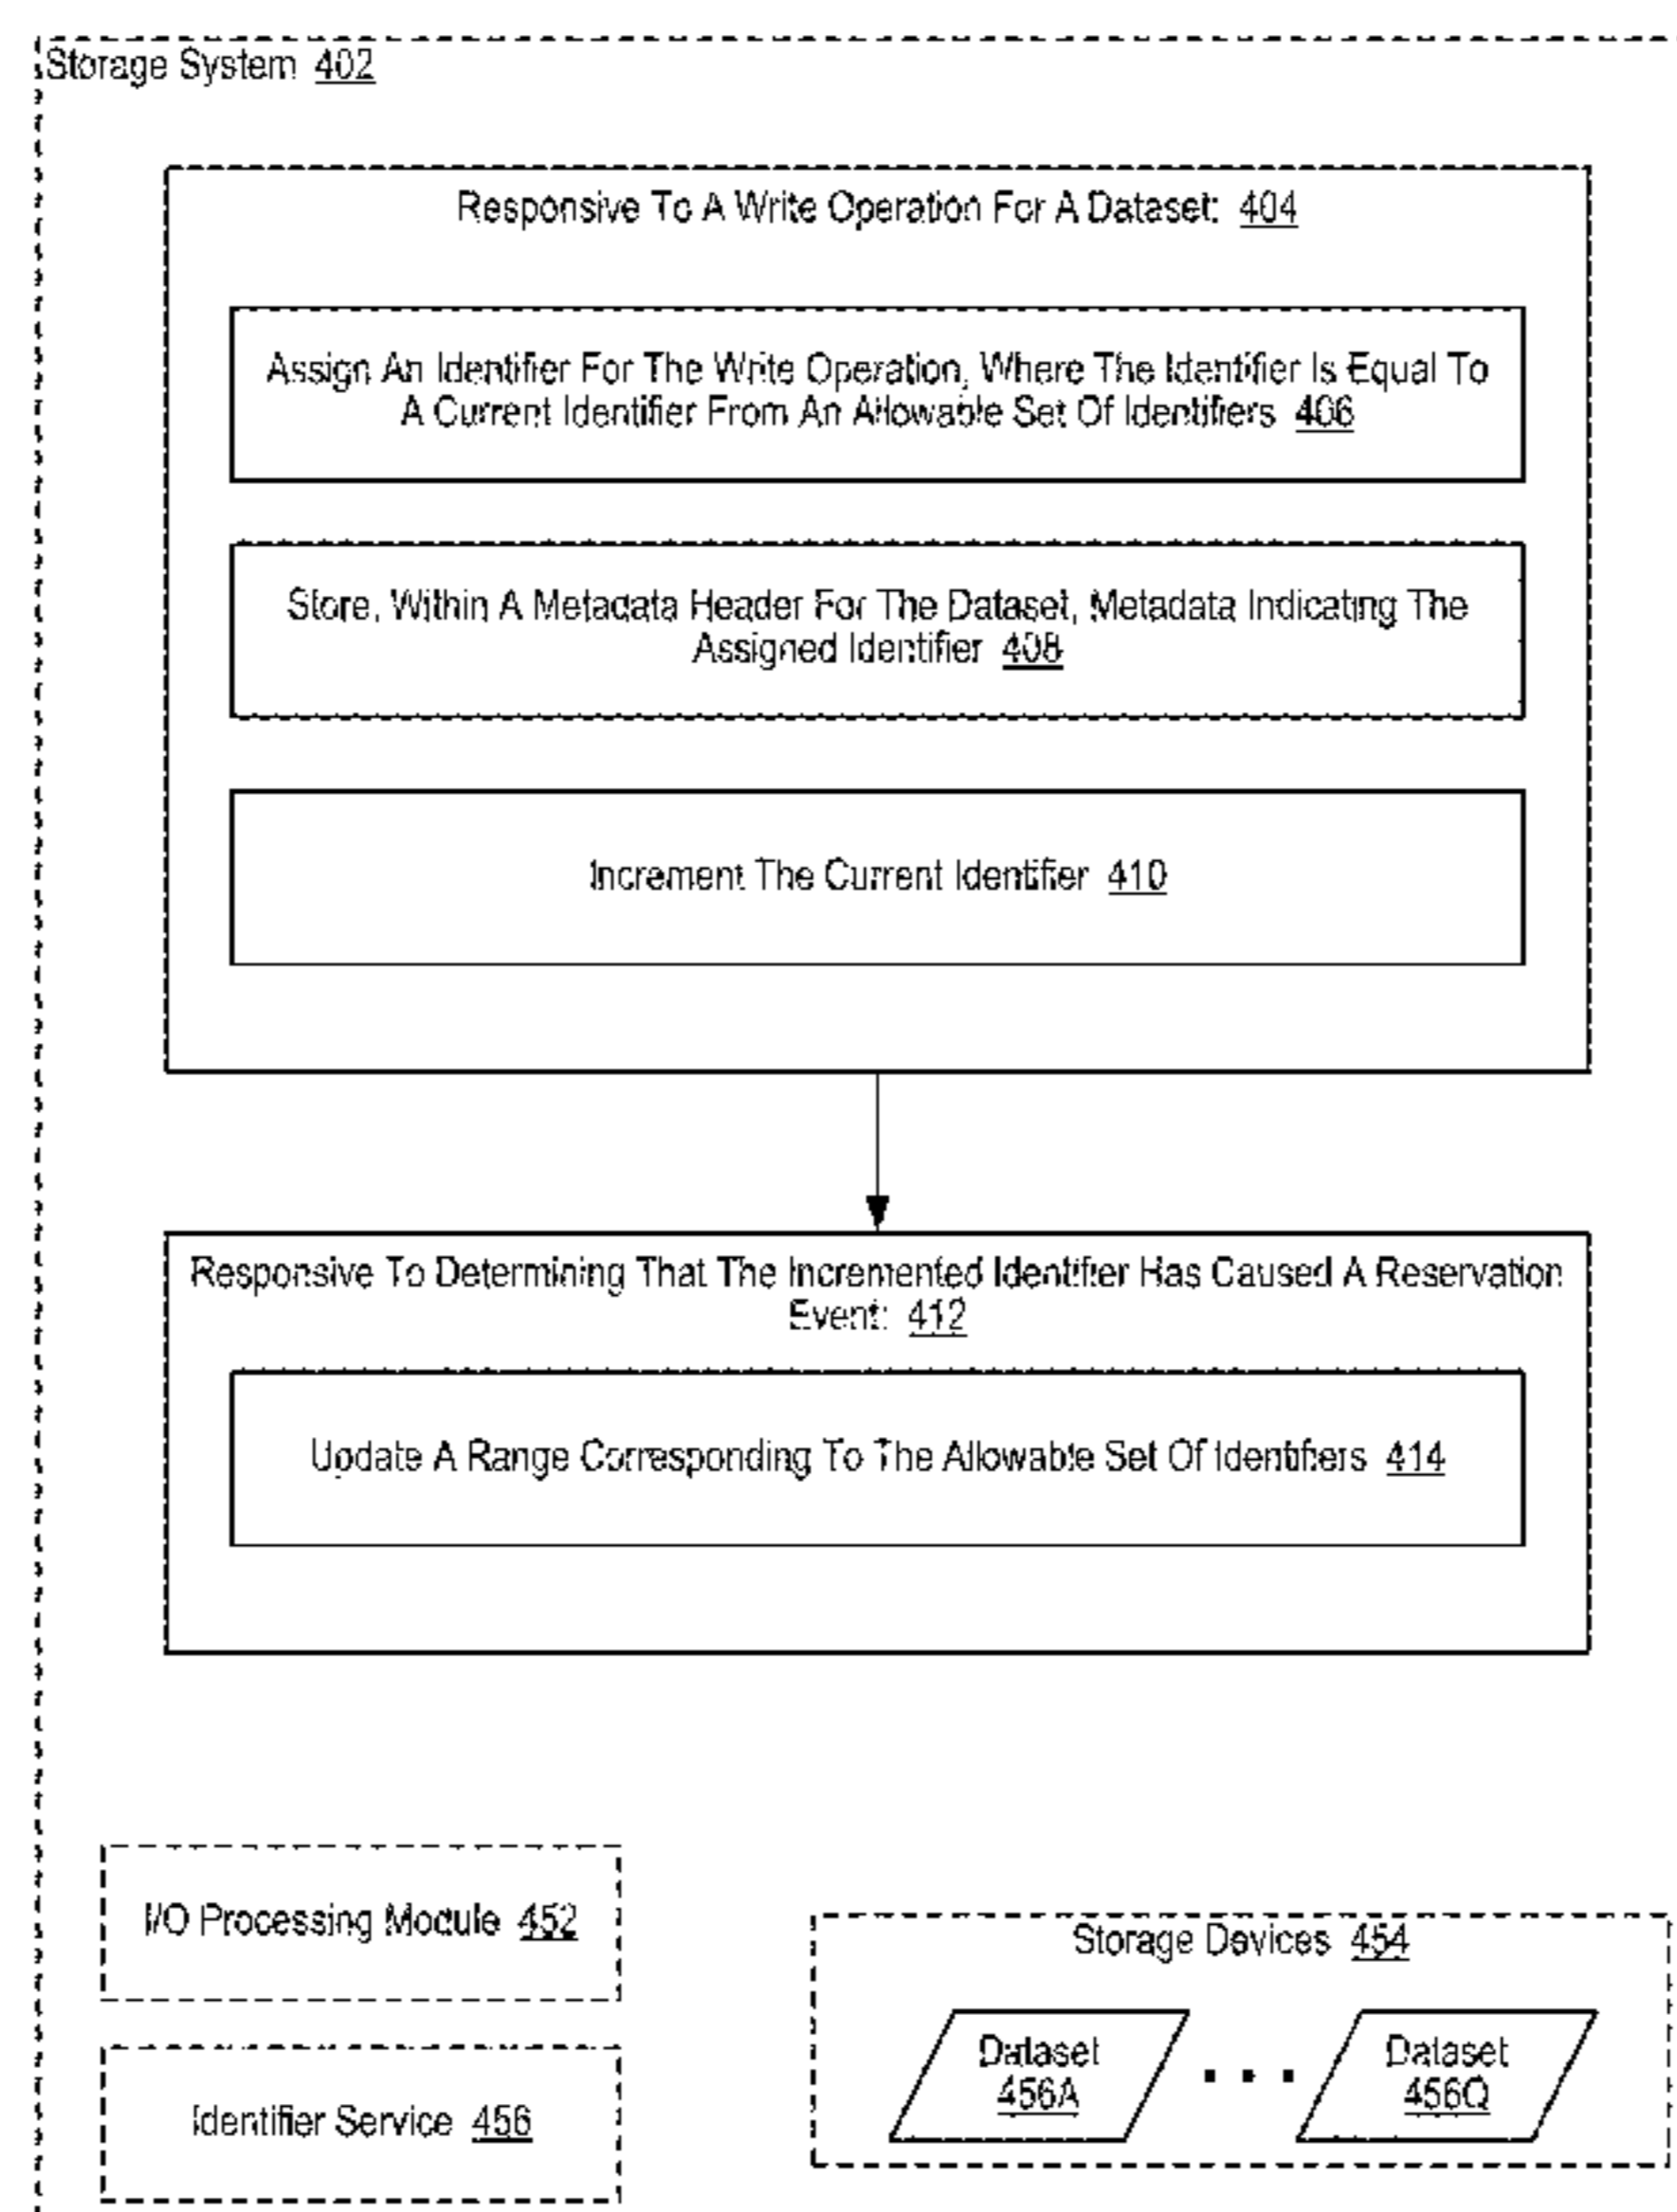 Storage System 402
Responsive To A Write Operation For A Dataset: 404
Assign An Identifier For The Write Operation, Where The Identifier Is Equal To
A Current Identifier From An Allowable Set Of Identifiers 406
Store, Within A Metadata Header For The Dataset, Metadata Indicating The
Assigned Identifier 408
Increment The Current Identifier 410
Responsive To Determining That The Incremented Identifier Has Caused A Reservation
Event: 412
Update A Range Corresponding To The Allowable Set Of Identifiers 414
I/O Processing Module 452
Storage Devices 454
Dataset
456A
Dataset
456Q
Identifier Service 456